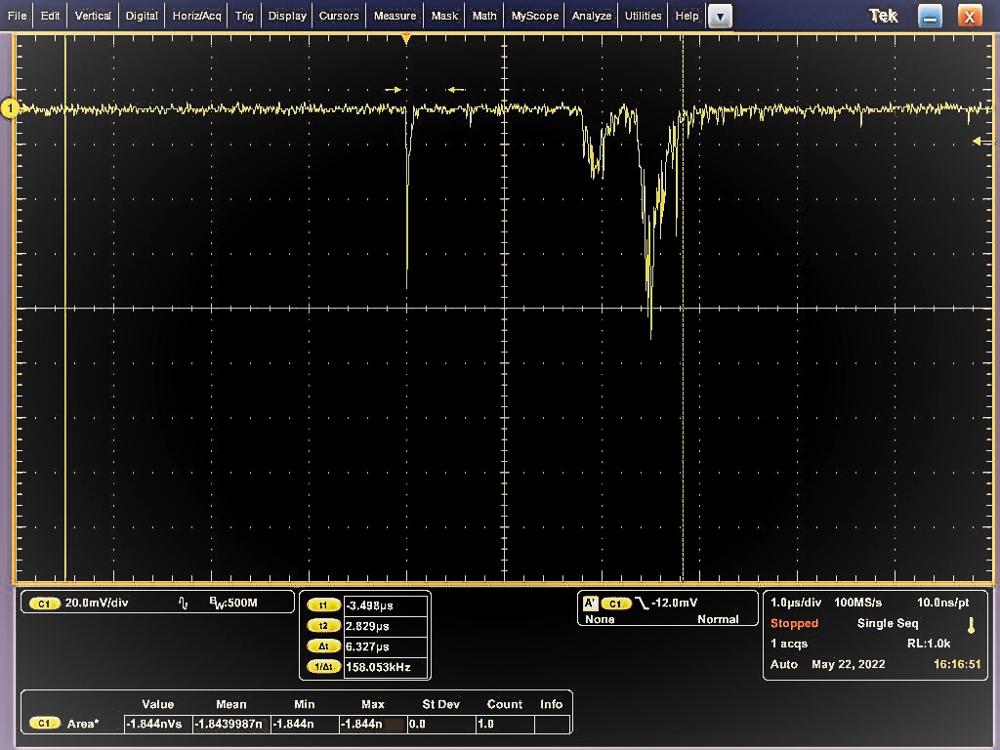 File Edit Vertical Digital Horiz/Acq Trig Display Cursors Measure Mask Math MyScope Analyze Utilities Help Tek X
1
C1 20.0mV/div BW:500M
t1 -3.498µs
t2 2.829µs
Δt 6.327µs
1/Δt 158.053kHz
A' C1 -12.0mV
None Normal
1.0µs/div 100MS/s 10.0ns/pt
Stopped Single Seq
1 acqs RL:1.0k
Auto May 22, 2022 16:16:51
Value Mean Min Max St Dev Count Info
C1 Area* -1.844nVs -1.8439987n -1.844n -1.844n 0.0 1.0